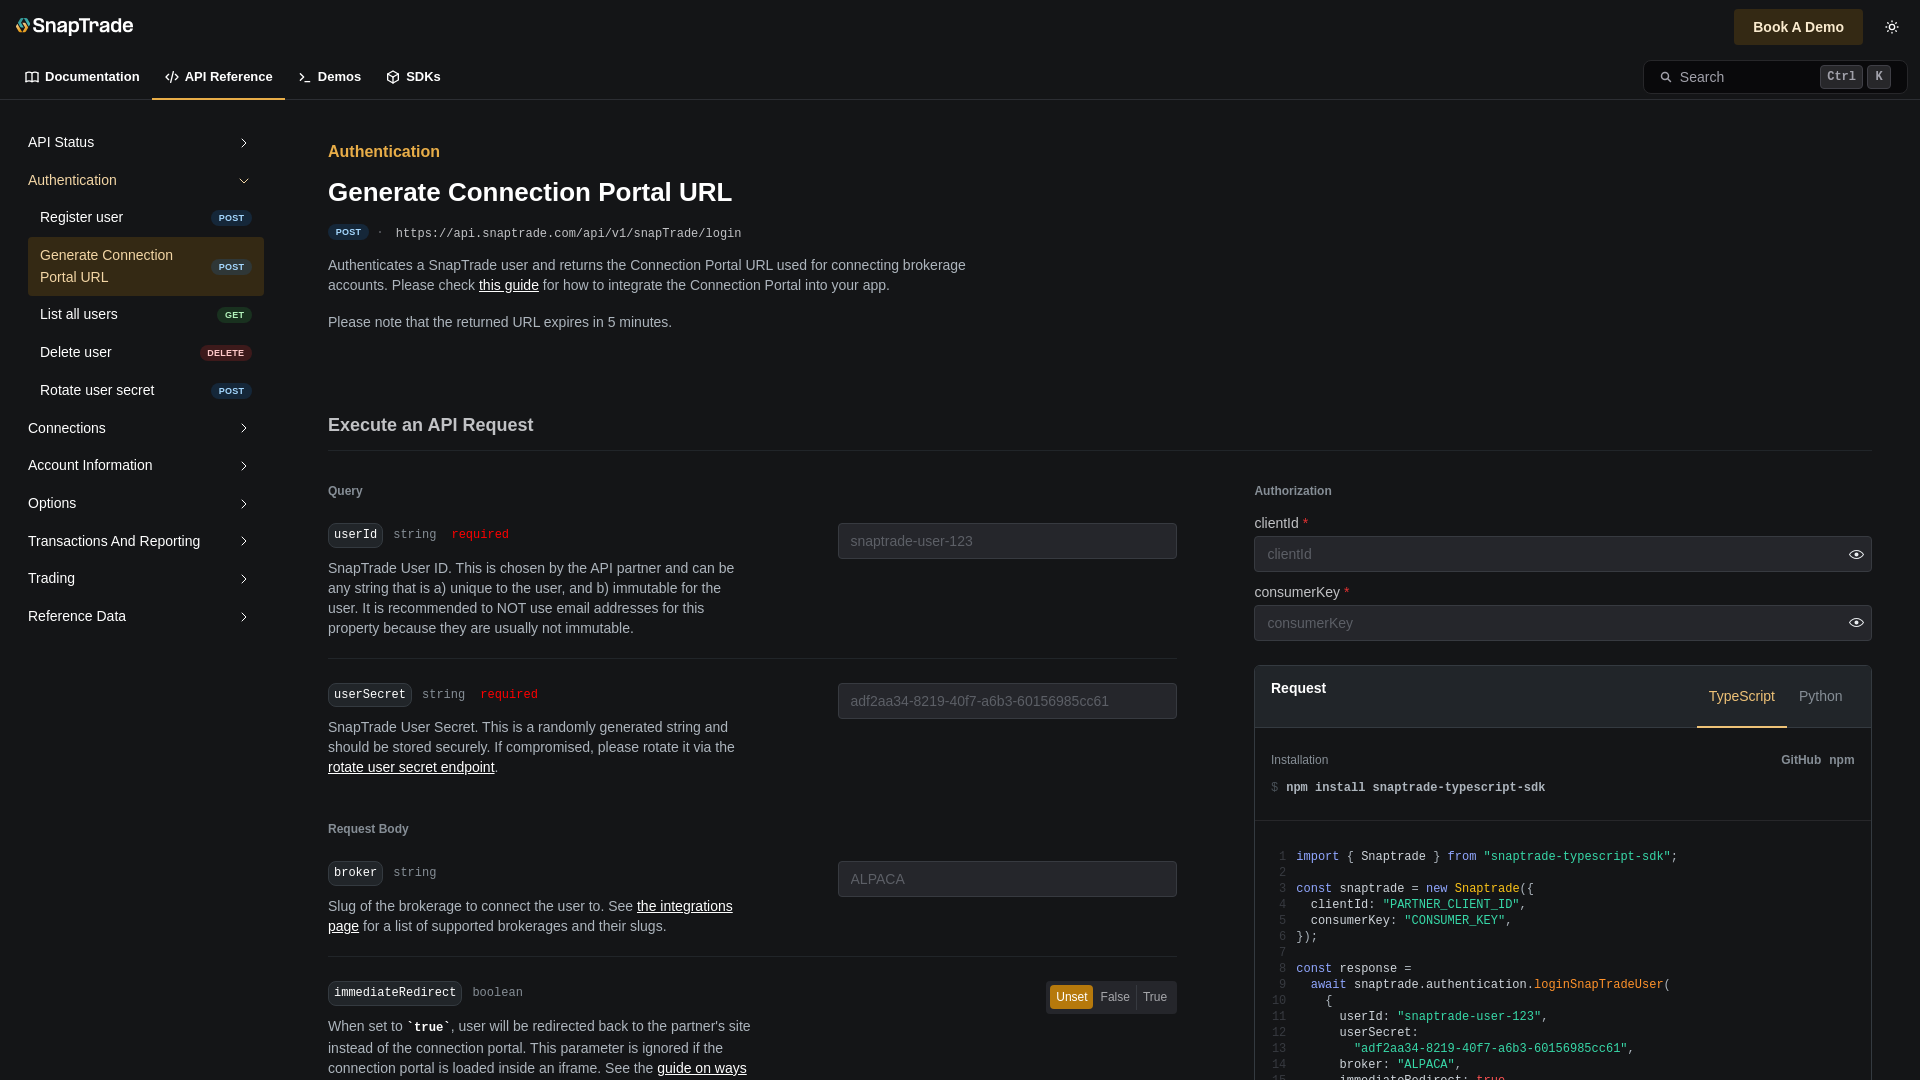 SnapTrade
Book A Demo
Documentation
API Reference
Demos
SDKs
Search
Ctrl
K
API Status
Authentication
Register user
POST
Generate Connection
Portal URL
POST
List all users
GET
Delete user
DELETE
Rotate user secret
POST
Connections
Account Information
Options
Transactions And Reporting
Trading
Reference Data
Authentication
Generate Connection Portal URL
POST · https://api.snaptrade.com/api/v1/snapTrade/login
Authenticates a SnapTrade user and returns the Connection Portal URL used for connecting brokerage
accounts. Please check this guide for how to integrate the Connection Portal into your app.
Please note that the returned URL expires in 5 minutes.
Execute an API Request
Query
userId string required
snaptrade-user-123
SnapTrade User ID. This is chosen by the API partner and can be
any string that is a) unique to the user, and b) immutable for the
user. It is recommended to NOT use email addresses for this
property because they are usually not immutable.
userSecret string required
adf2aa34-8219-40f7-a6b3-60156985cc61
SnapTrade User Secret. This is a randomly generated string and
should be stored securely. If compromised, please rotate it via the
rotate user secret endpoint.
Request Body
broker string
ALPACA
Slug of the brokerage to connect the user to. See the integrations
page for a list of supported brokerages and their slugs.
immediateRedirect boolean
Unset False True
When set to `true`, user will be redirected back to the partner's site
instead of the connection portal. This parameter is ignored if the
connection portal is loaded inside an iframe. See the guide on ways
Authorization
clientId *
clientId
consumerKey *
consumerKey
Request
TypeScript
Python
Installation
GitHub npm
$ npm install snaptrade-typescript-sdk
1 import { Snaptrade } from "snaptrade-typescript-sdk";
2
3 const snaptrade = new Snaptrade({
4 clientId: "PARTNER_CLIENT_ID",
5 consumerKey: "CONSUMER_KEY",
6 });
7
8 const response =
9 await snaptrade.authentication.loginSnapTradeUser(
10 {
11 userId: "snaptrade-user-123",
12 userSecret:
13 "adf2aa34-8219-40f7-a6b3-60156985cc61",
14 broker: "ALPACA",
15 immediateRedirect: true,